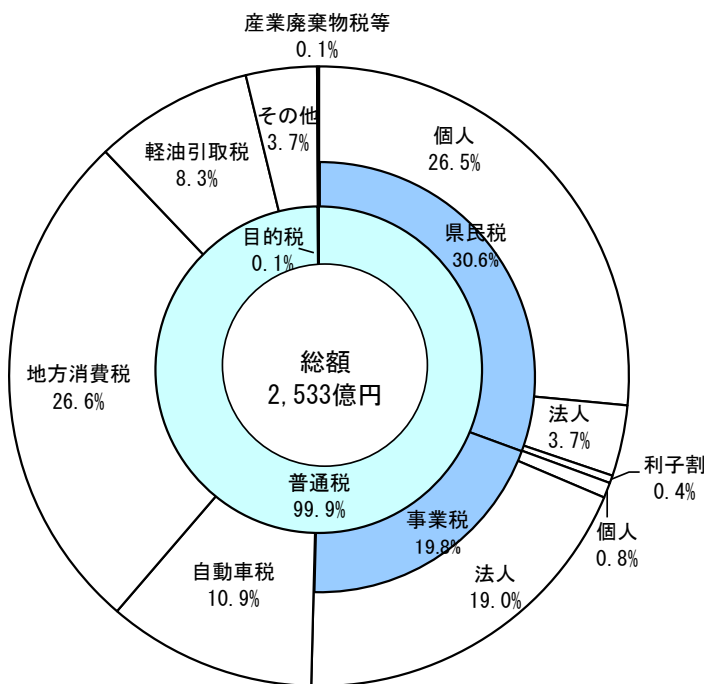 産業廃棄物税等
0.1%
その他
3.7%
個人
26.5%
軽油引取税
8.3%
県民税
30.6%
目的税
0.1%
総額
2,533億円
地方消費税
26.6%
法人
3.7%
利子割
0.4%
普通税
99.9%
事業税
19.8%
個人
0.8%
自動車税
10.9%
法人
19.0%